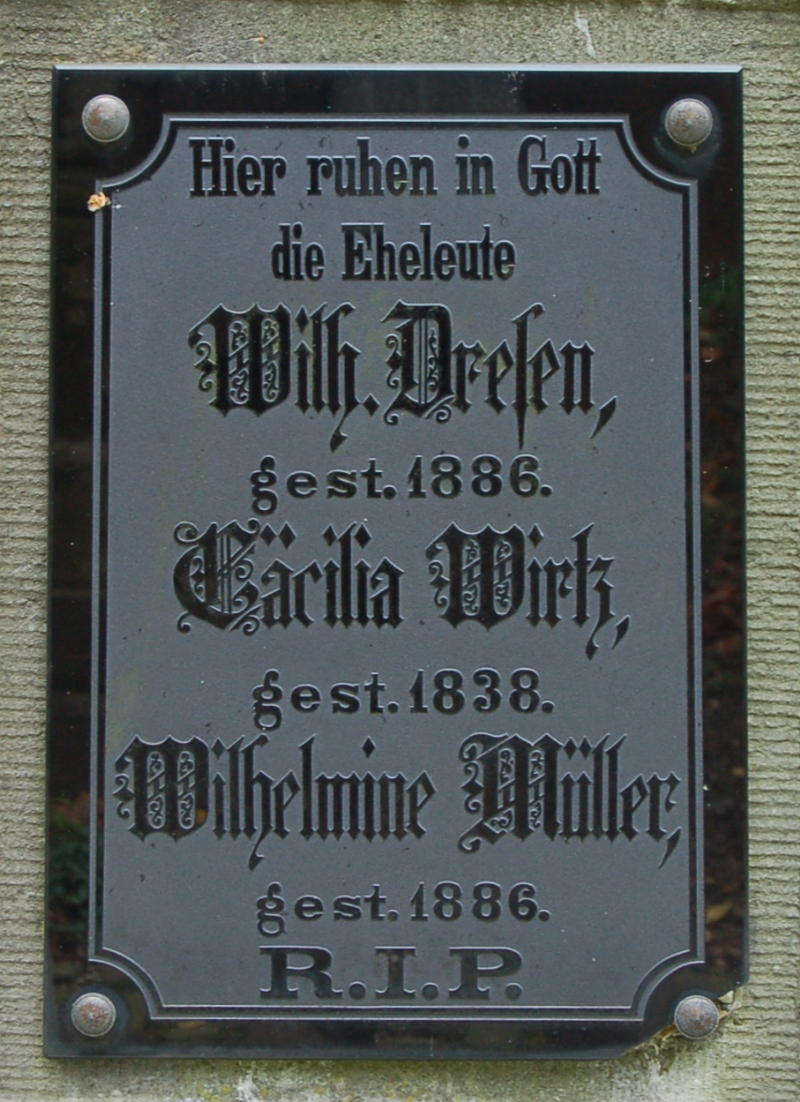 Hier ruhen in Gott
die Eheleute
Wilh. Dreſen,
gest. 1886.
Cäcilia Wirtz,
gest. 1838.
Wilhelmine Müller,
gest. 1886.
R.I.P.